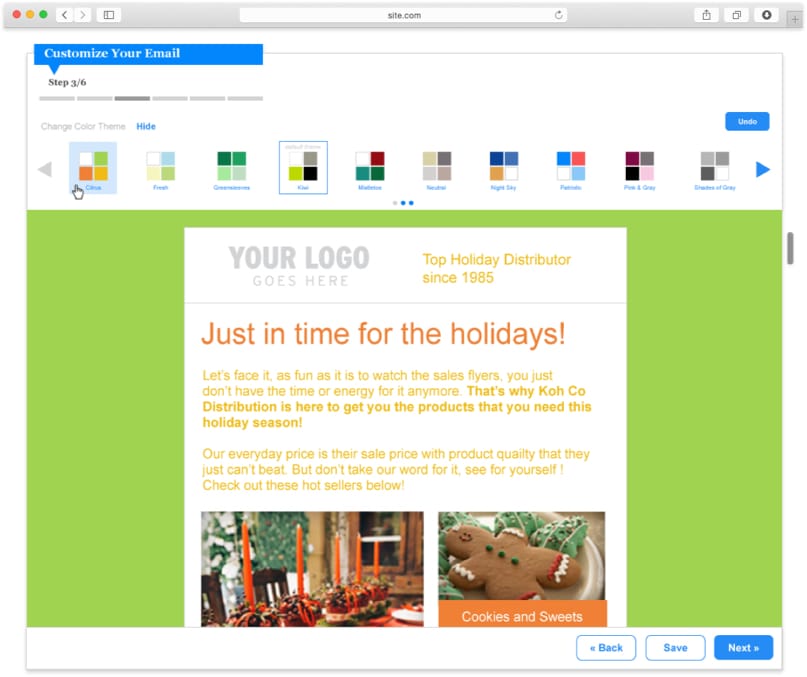 site.com
Customize Your Email
Step 3/6
Change Color Theme Hide
Undo
default theme
Citrus Fresh Greensleeves Kiwi Mistletoe Neutral Night Sky Patriotic Pink & Gray Shades of Gray
YOUR LOGO
GOES HERE
Top Holiday Distributor
since 1985
Just in time for the holidays!
Let's face it, as fun as it is to watch the sales flyers, you just
don't have the time or energy for it anymore. That's why Koh Co
Distribution is here to get you the products that you need this
holiday season!
Our everyday price is their sale price with product quailty that they
just can't beat. But don't take our word for it, see for yourself !
Check out these hot sellers below!
Cookies and Sweets
« Back Save Next »